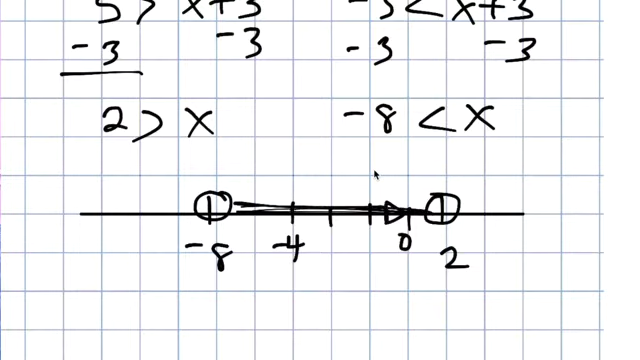 5 > x+3 -5 < x+3
-3 -3 -3 -3
2 > x -8 < x
-8 -4 0 2